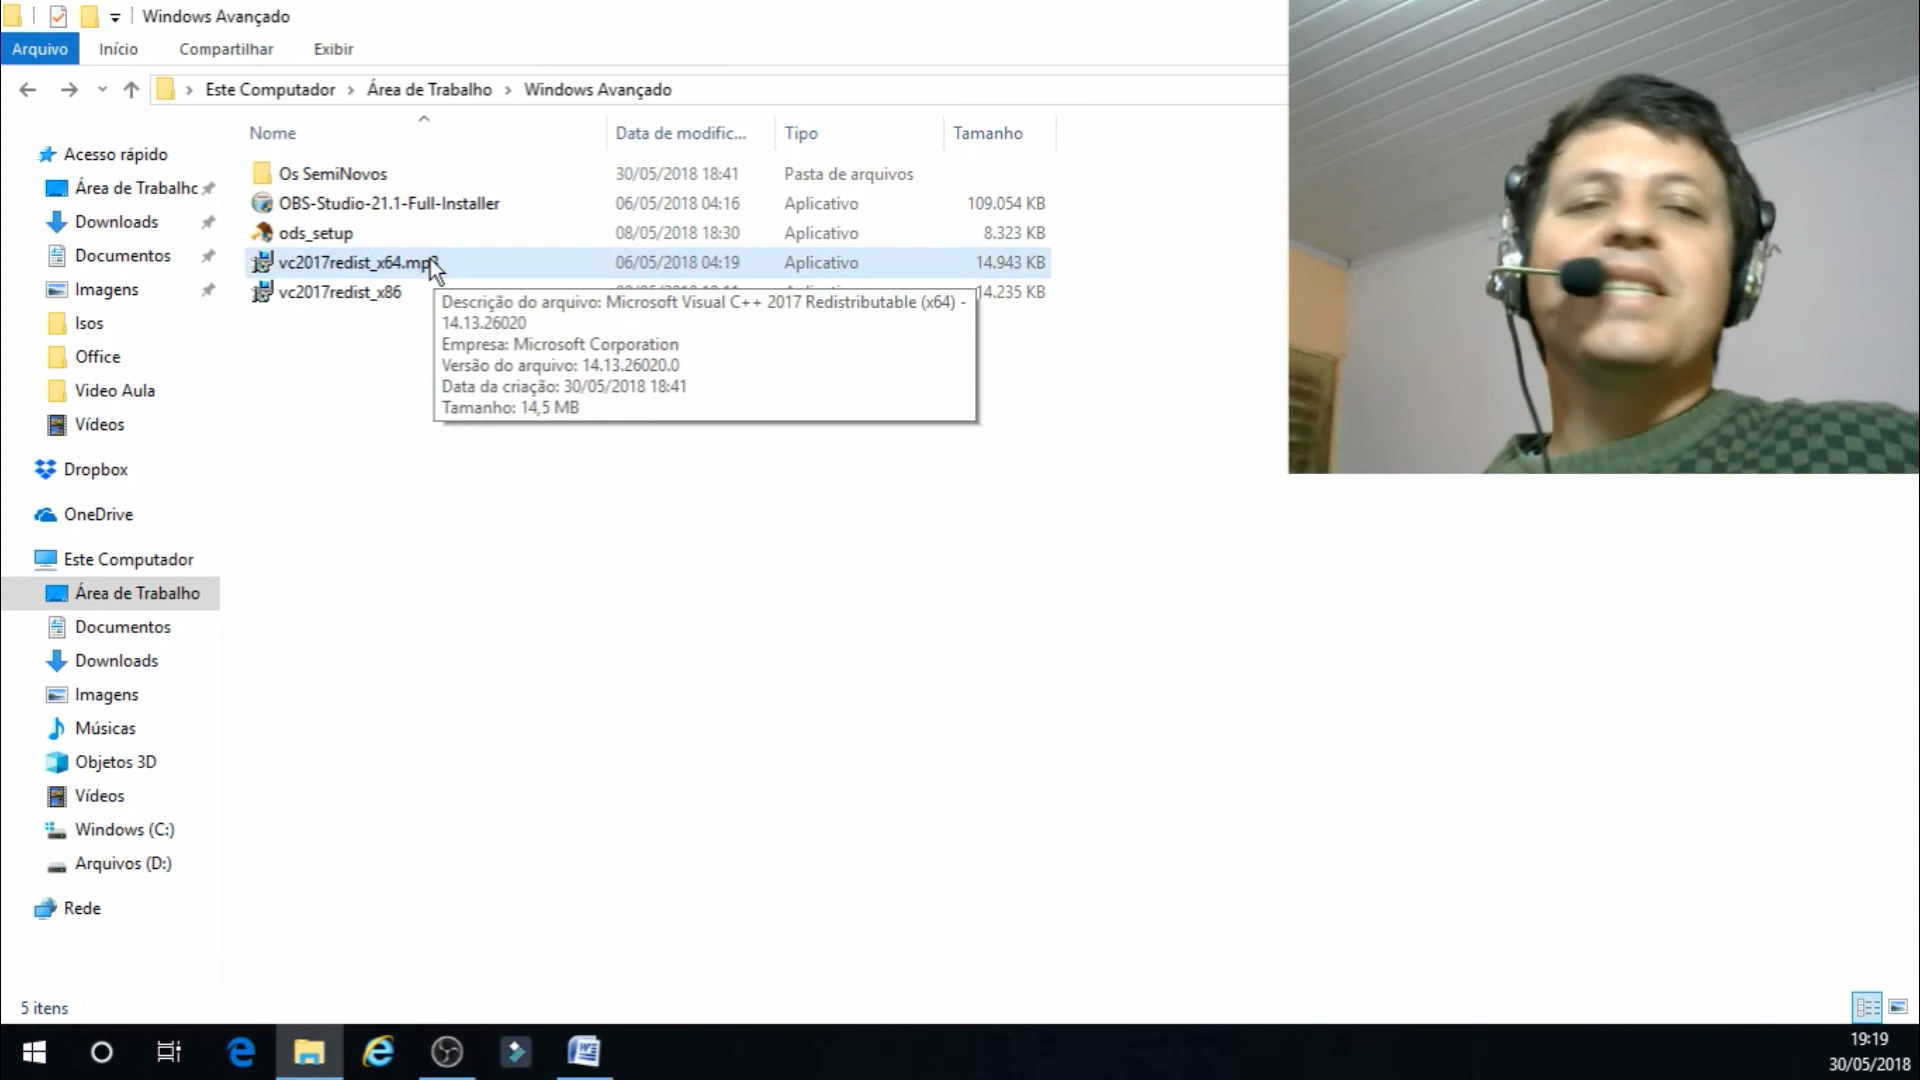 Windows Avançado
Arquivo Início Compartilhar Exibir
Este Computador Área de Trabalho Windows Avançado
Nome Data de modific... Tipo Tamanho
Os SemiNovos 30/05/2018 18:41 Pasta de arquivos
OBS-Studio-21.1-Full-Installer 06/05/2018 04:16 Aplicativo 109.054 KB
ods_setup 08/05/2018 18:30 Aplicativo 8.323 KB
vc2017redist_x64.mp3 06/05/2018 04:19 Aplicativo 14.943 KB
vc2017redist_x86 14.235 KB
Descrição do arquivo: Microsoft Visual C++ 2017 Redistributable (x64) -
14.13.26020
Empresa: Microsoft Corporation
Versão do arquivo: 14.13.26020.0
Data da criação: 30/05/2018 18:41
Tamanho: 14,5 MB
Acesso rápido
Área de Trabalho
Downloads
Documentos
Imagens
Isos
Office
Video Aula
Vídeos
Dropbox
OneDrive
Este Computador
Área de Trabalho
Documentos
Downloads
Imagens
Músicas
Objetos 3D
Vídeos
Windows (C:)
Arquivos (D:)
Rede
5 itens
19:19
30/05/2018